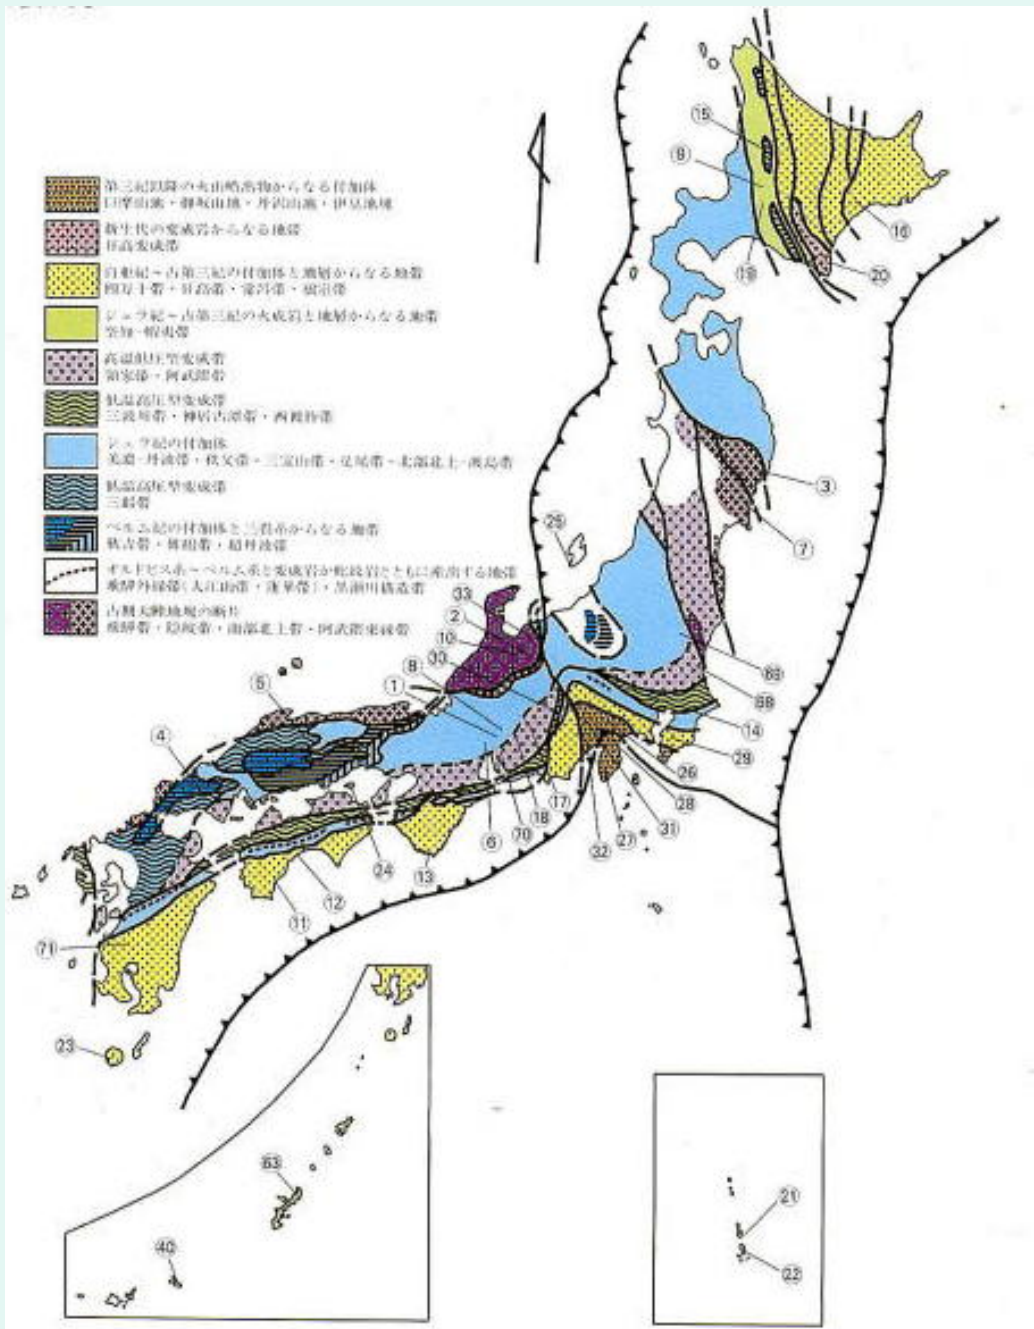 第三紀以降の火山噴出物からなる付加体
巨摩山地・御坂山地・丹沢山地・伊豆地塊
新生代の変成岩からなる地帯
日高変成帯
白亜紀~古第三紀の付加体と地層からなる地帯
四万十帯・日高帯・常呂帯・根室帯
ジュラ紀~古第三紀の火成岩と地層からなる地帯
空知-蝦夷帯
高温低圧型変成帯
領家帯・阿武隈帯
低温高圧型変成帯
三波川帯・神居古潭帯・西彼杵帯
ジュラ紀の付加体
美濃-丹波帯・秩父帯・三宝山帯・足尾帯・北部北上-渡島帯
低温高圧型変成帯
三郡帯
ペルム紀の付加体と三畳系からなる地帯
秋吉帯・舞鶴帯・超丹波帯
オルドビス系~ペルム系と変成岩が蛇紋岩とともに産出する地帯
飛騨外縁帯(大江山帯・蓮華帯)・黒瀬川構造帯
古期大陸地塊の断片
飛騨帯・隠岐帯・南部北上帯・阿武隈東縁帯
⑮
⑨
⑯
⑲
⑳
③
⑦
㉕
㉝
②
⑩
㉝
⑧
①
⑤
④
⑭
㉙
㉖
㉘
㉛
㉗
㉜
⑰
⑱
70
⑥
⑬
㉔
⑫
⑪
71
㉓
63
㊵
㉑
㉒